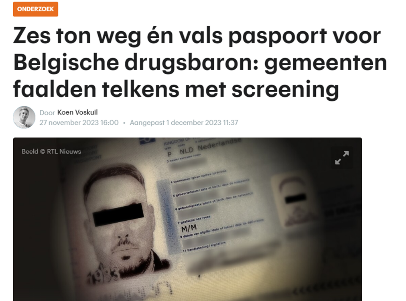 ONDERZOEK
Zes ton weg én vals paspoort voor
Belgische drugsbaron: gemeenten
faalden telkens met screening
Door Koen Voskuil
27 november 2023 16:00 • Aangepast 1 december 2023 11:37
Beeld © RTL Nieuws
NLD Nederlandse
M/M